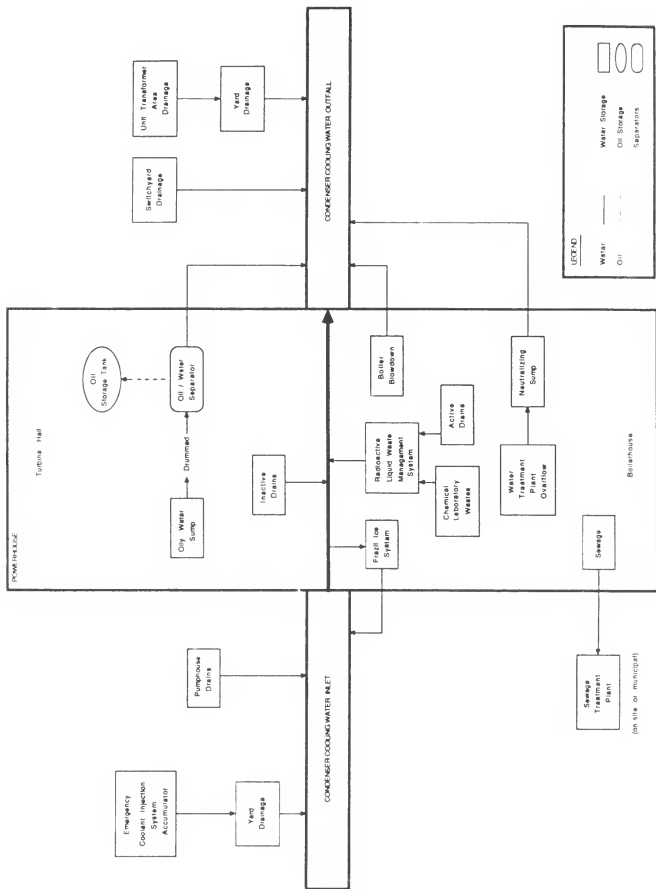 POWERHOUSE
Turbine Hall
Oil
Storage Tank
Oily Water
Sump
Drummed
Oil / Water
Separator
Inactive
Drains
Unit Transformer
Area
Drainage
Yard
Drainage
Switchyard
Drainage
Emergency
Coolant Injection
System
Accumulator
Yard
Drainage
Pumphouse
Drains
CONDENSER COOLING WATER INLET
CONDENSER COOLING WATER OUTFALL
Frazil Ice
System
Radioactive
Liquid Waste
Management
System
Chemical
Laboratory
Wastes
Active
Drains
Boiler
Blowdown
Water
Treatment
Plant
Overflow
Neutralizing
Sump
Sewage
Boilerhouse
Sewage
Treatment
Plant
(on site or municipal)
LEGEND
Water
Water Storage
Oil
Oil Storage
Separators